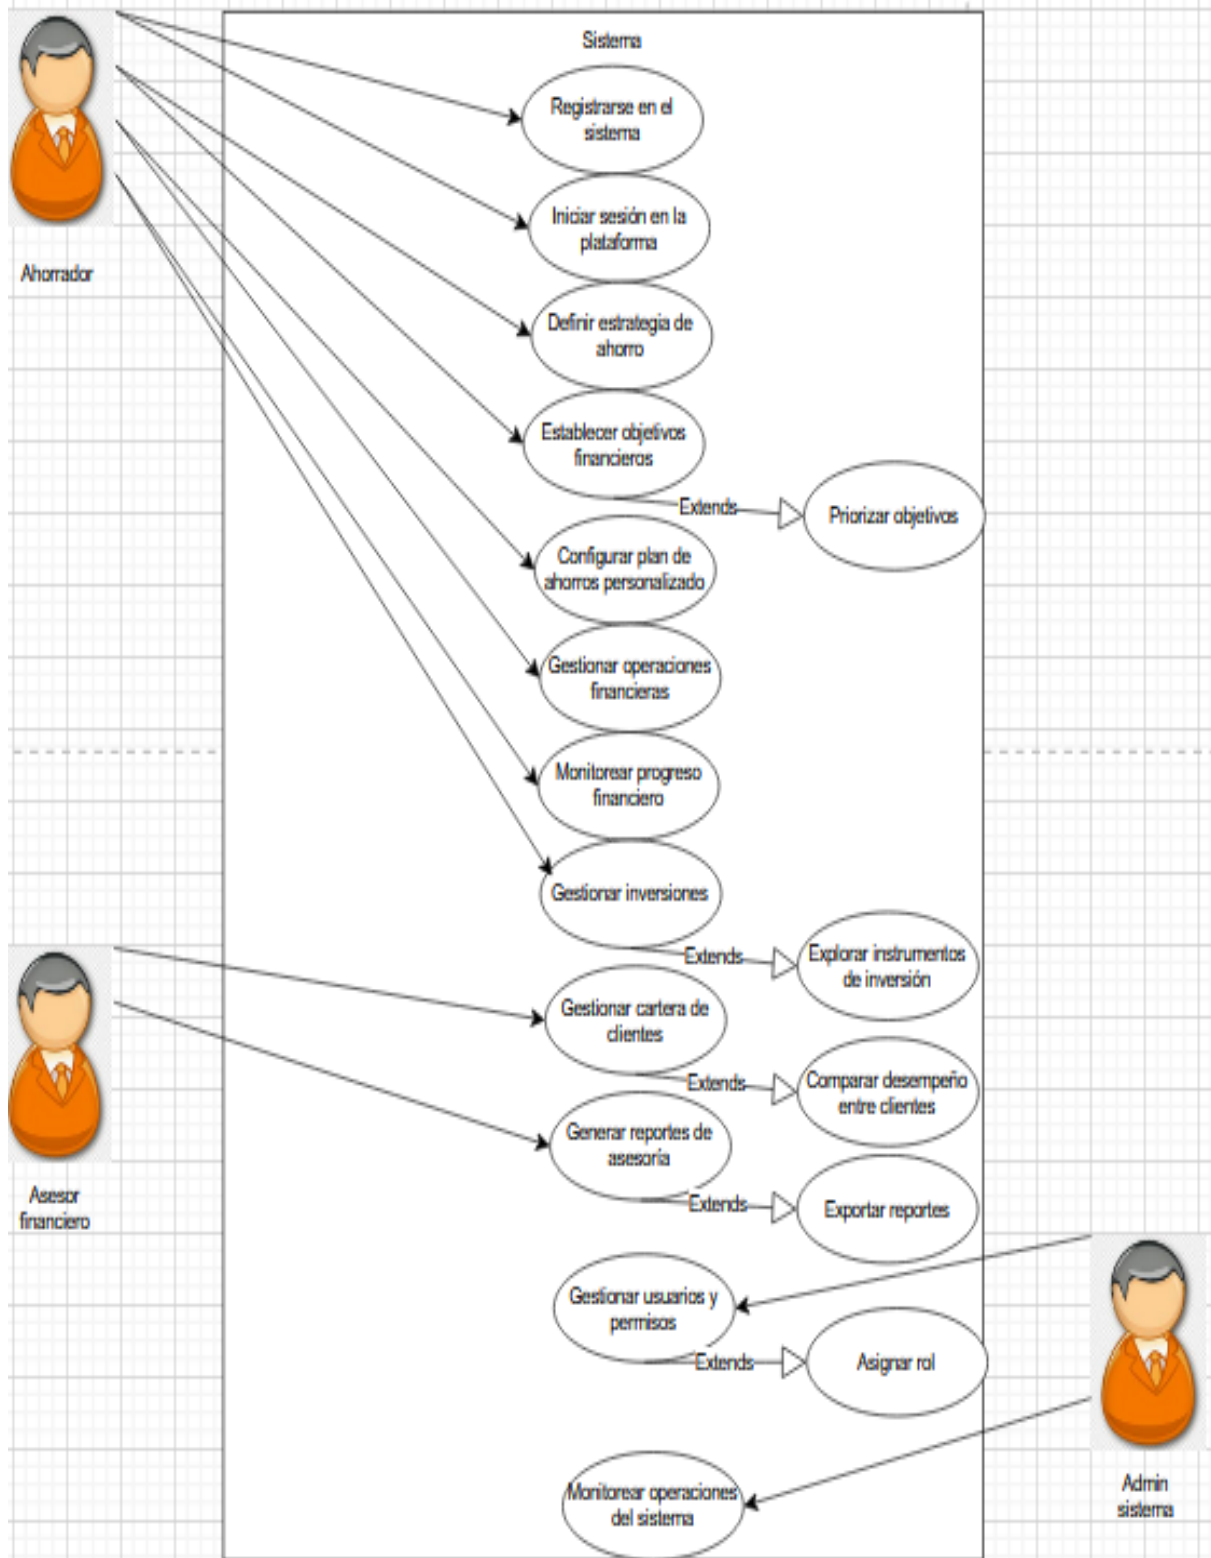 Sistema
Registrarse en el
sistema
Iniciar sesión en la
plataforma
Ahorrador
Definir estrategia de
ahorro
Establecer objetivos
financieros
Extends
Priorizar objetivos
Configurar plan de
ahorros personalizado
Gestionar operaciones
financieras
Monitorear progreso
financiero
Gestionar inversiones
Extends
Explorar instrumentos
de inversión
Gestionar cartera de
clientes
Extends
Comparar desempeño
entre clientes
Generar reportes de
asesoría
Asesor
financiero
Extends
Exportar reportes
Gestionar usuarios y
permisos
Extends
Asignar rol
Monitorear operaciones
del sistema
Admin
sistema